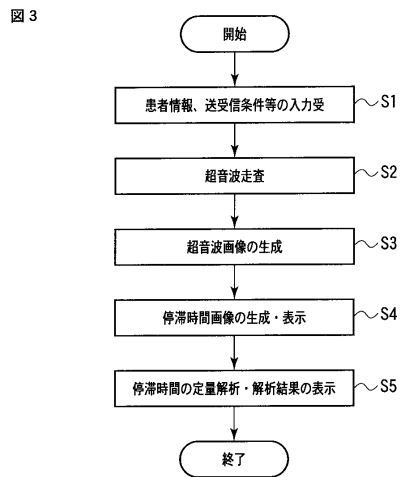 図3
開始
患者情報、送受信条件等の入力受
S1
超音波走査
S2
超音波画像の生成
S3
停滞時間画像の生成・表示
S4
停滞時間の定量解析・解析結果の表示
S5
終了